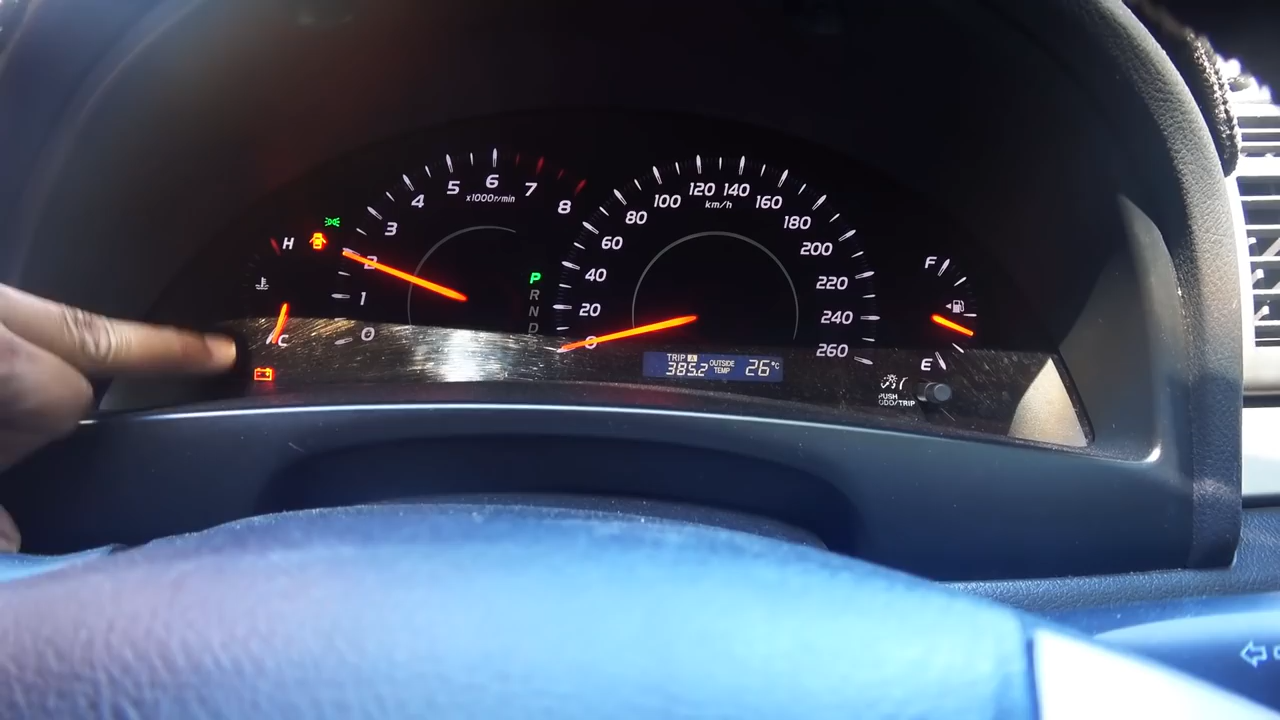 H
C
0
1
2
3
4
5
6
7
8
x1000r/min
P
R
N
D
0
20
40
60
80
100
120
140
160
180
200
220
240
260
km/h
TRIP A
385.2
OUTSIDE
TEMP
26°C
F
E
PUSH
ODO/TRIP